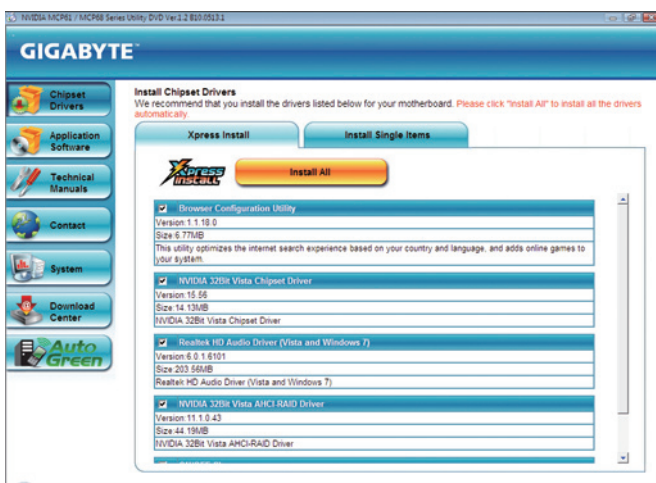 NVIDIA MCP61 / MCP68 Series Utility DVD Ver.1.2 B10.0513.1
GIGABYTE™
Chipset
Drivers
Application
Software
Technical
Manuals
Contact
System
Download
Center
Auto
Green
Install Chipset Drivers
We recommend that you install the drivers listed below for your motherboard. Please click "Install All" to install all the drivers
automatically.
Xpress Install
Install Single Items
Xpress
INSTALL
Install All
Browser Configuration Utility
Version:1.1.18.0
Size:6.77MB
This utility optimizes the internet search experience based on your country and language, and adds online games to
your system.
NVIDIA 32Bit Vista Chipset Driver
Version:15.56
Size:14.13MB
NVIDIA 32Bit Vista Chipset Driver
Realtek HD Audio Driver (Vista and Windows 7)
Version:6.0.1.6101
Size:203.56MB
Realtek HD Audio Driver (Vista and Windows 7)
NVIDIA 32Bit Vista AHCI-RAID Driver
Version:11.1.0.43
Size:44.19MB
NVIDIA 32Bit Vista AHCI-RAID Driver